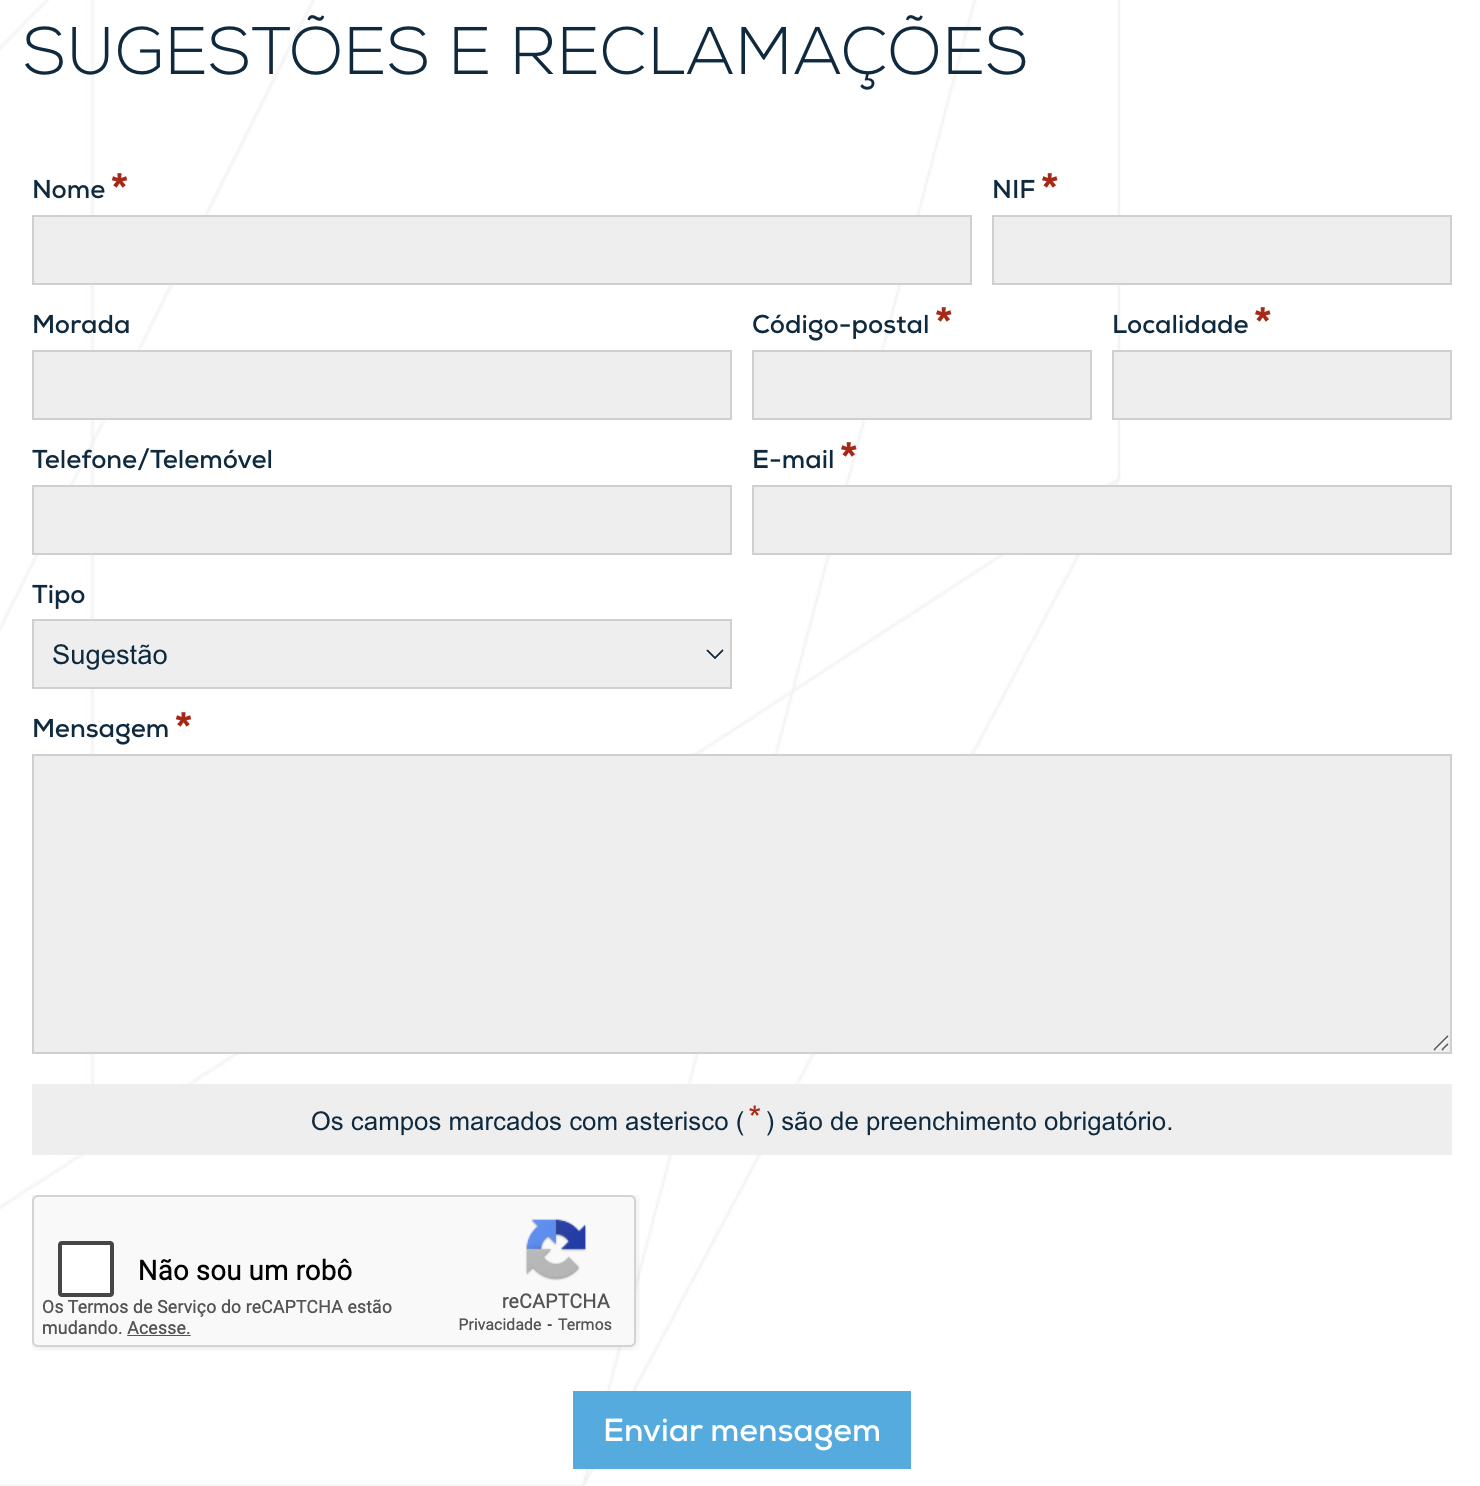 SUGESTÕES E RECLAMAÇÕES
Nome *
NIF *
Morada
Código-postal *
Localidade *
Telefone/Telemóvel
E-mail *
Tipo
Sugestão
Mensagem *
Os campos marcados com asterisco ( * ) são de preenchimento obrigatório.
Não sou um robô
Os Termos de Serviço do reCAPTCHA estão
mudando. Acesse.
reCAPTCHA
Privacidade - Termos
Enviar mensagem